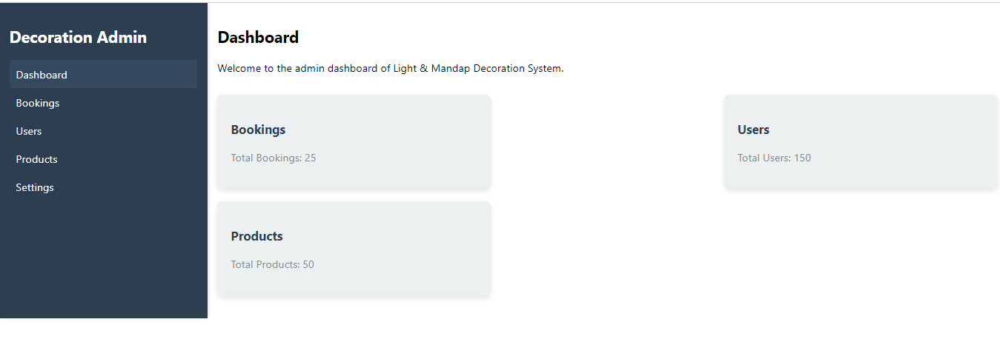 Decoration Admin
Dashboard
Bookings
Users
Products
Settings
Dashboard
Welcome to the admin dashboard of Light & Mandap Decoration System.
Bookings
Total Bookings: 25
Users
Total Users: 150
Products
Total Products: 50